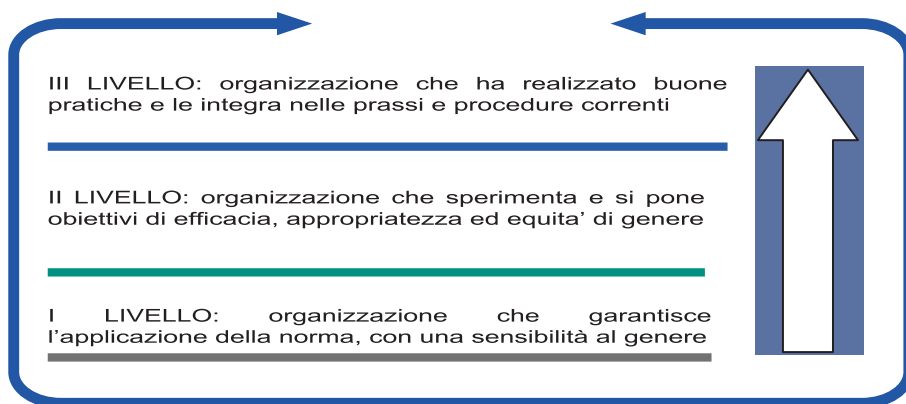 III LIVELLO: organizzazione che ha realizzato buone
pratiche e le integra nelle prassi e procedure correnti
II LIVELLO: organizzazione che sperimenta e si pone
obiettivi di efficacia, appropriatezza ed equita’ di genere
I LIVELLO: organizzazione che garantisce
l’applicazione della norma, con una sensibilità al genere